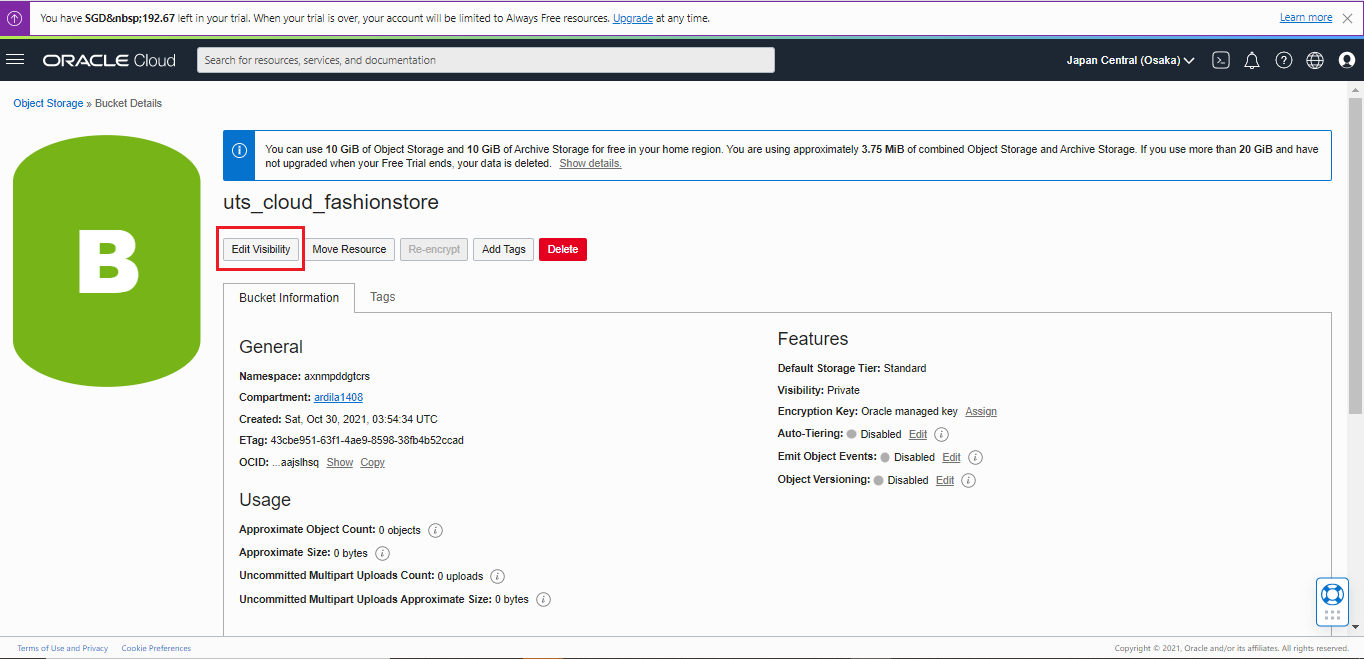 You have SGD&nbsp;192.67 left in your trial. When your trial is over, your account will be limited to Always Free resources. Upgrade at any time.
Learn more
ORACLE Cloud
Search for resources, services, and documentation
Japan Central (Osaka)
Object Storage » Bucket Details
B
You can use 10 GiB of Object Storage and 10 GiB of Archive Storage for free in your home region. You are using approximately 3.75 MiB of combined Object Storage and Archive Storage. If you use more than 20 GiB and have
not upgraded when your Free Trial ends, your data is deleted. Show details.
uts_cloud_fashionstore
Edit Visibility
Move Resource
Re-encrypt
Add Tags
Delete
Bucket Information
Tags
General
Namespace: axnmpddgtcrs
Compartment: ardila1408
Created: Sat, Oct 30, 2021, 03:54:34 UTC
ETag: 43cbe951-63f1-4ae9-8598-38fb4b52ccad
OCID: ...aajslhsq Show Copy
Usage
Approximate Object Count: 0 objects
Approximate Size: 0 bytes
Uncommitted Multipart Uploads Count: 0 uploads
Uncommitted Multipart Uploads Approximate Size: 0 bytes
Features
Default Storage Tier: Standard
Visibility: Private
Encryption Key: Oracle managed key Assign
Auto-Tiering: Disabled Edit
Emit Object Events: Disabled Edit
Object Versioning: Disabled Edit
Terms of Use and Privacy
Cookie Preferences
Copyright © 2021, Oracle and/or its affiliates. All rights reserved.